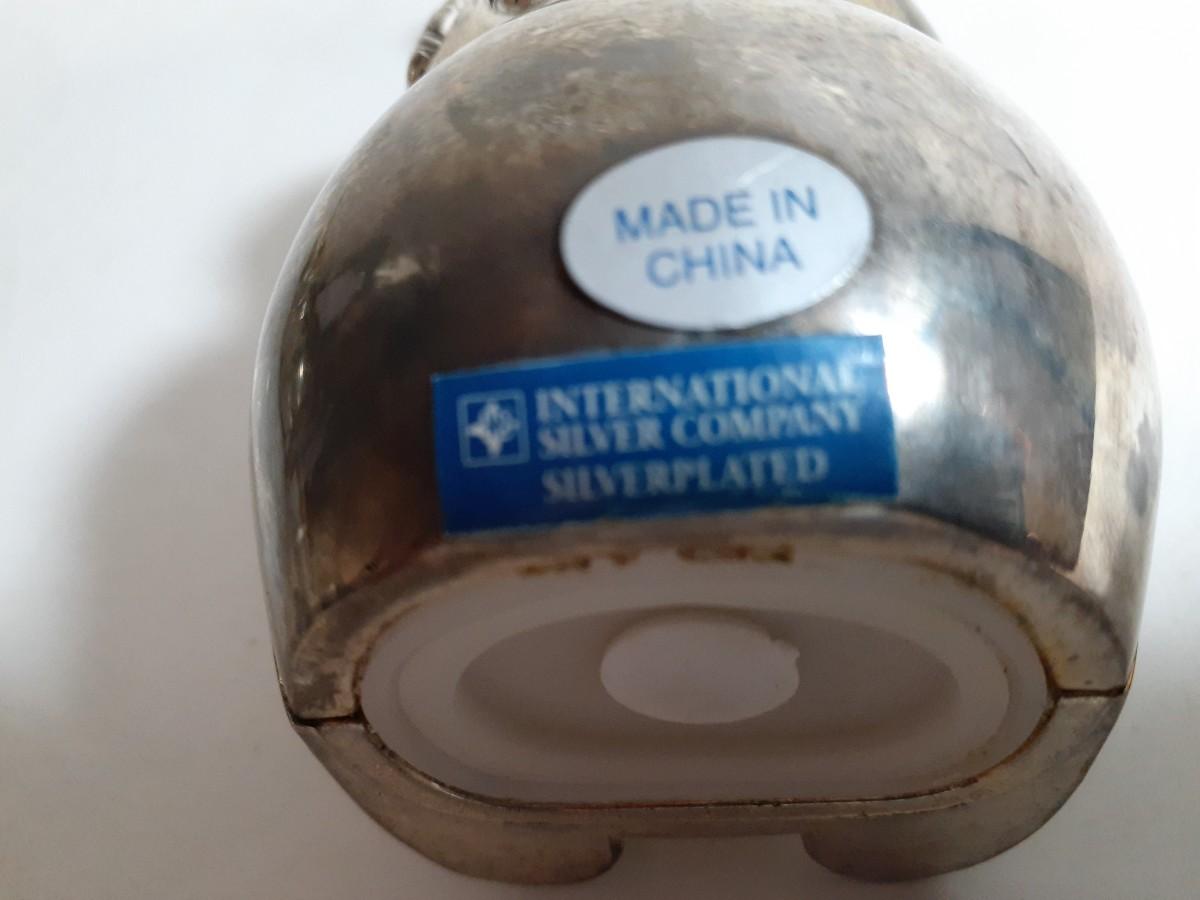 MADE IN
CHINA
INTERNATIONAL
SILVER COMPANY
SILVERPLATED